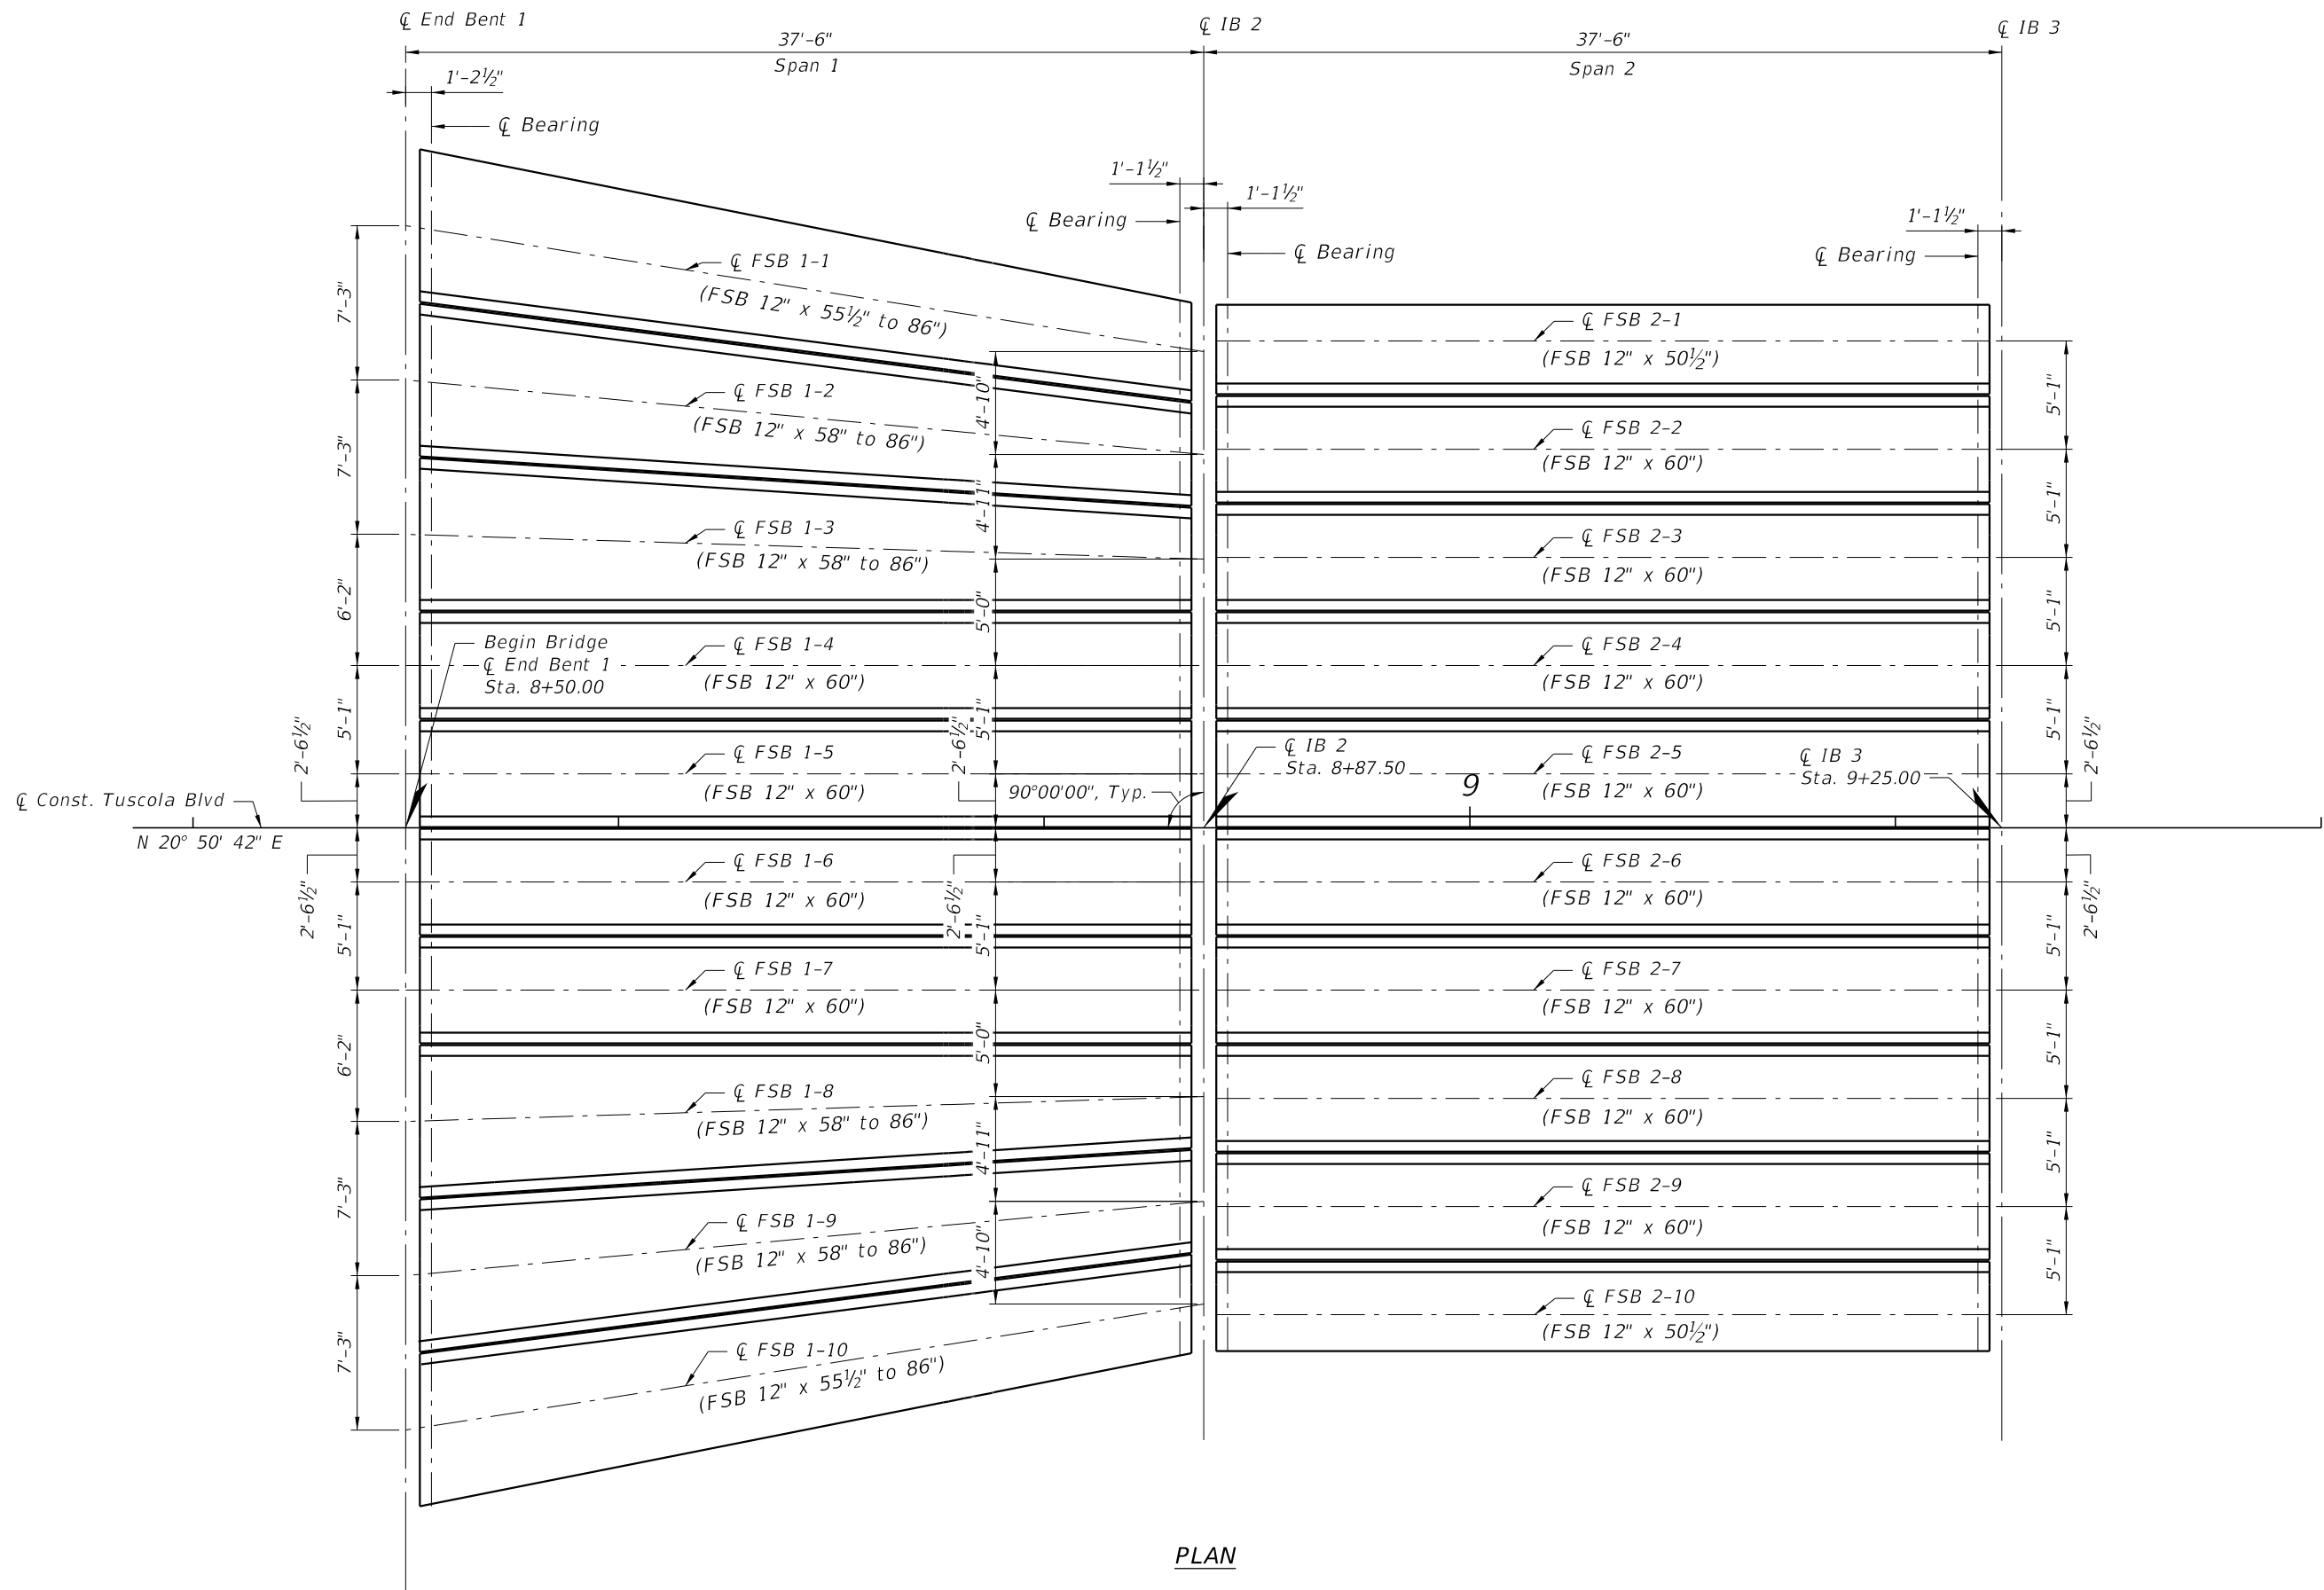 ℄ End Bent 1
℄ IB 2
℄ IB 3
37'-6"
37'-6"
Span 1
Span 2
1'-2½"
℄ Bearing
1'-1½"
1'-1½"
1'-1½"
℄ Bearing
℄ Bearing
℄ Bearing
℄ FSB 1-1
(FSB 12" x 55½" to 86")
7'-3"
℄ FSB 2-1
(FSB 12" x 50½")
℄ FSB 1-2
(FSB 12" x 58" to 86")
4'-10"
5'-1"
℄ FSB 2-2
(FSB 12" x 60")
7'-3"
4'-11"
5'-1"
℄ FSB 1-3
(FSB 12" x 58" to 86")
℄ FSB 2-3
(FSB 12" x 60")
6'-2"
5'-0"
5'-1"
Begin Bridge
℄ End Bent 1
Sta. 8+50.00
℄ FSB 1-4
(FSB 12" x 60")
℄ FSB 2-4
(FSB 12" x 60")
5'-1"
2'-6½"
2'-6½"
5'-1"
5'-1"
2'-6½"
℄ FSB 1-5
(FSB 12" x 60")
℄ IB 2
Sta. 8+87.50
℄ FSB 2-5
(FSB 12" x 60")
℄ IB 3
Sta. 9+25.00
90°00'00", Typ.
9
℄ Const. Tuscola Blvd
N 20° 50' 42" E
℄ FSB 1-6
(FSB 12" x 60")
℄ FSB 2-6
(FSB 12" x 60")
2'-6½"
5'-1"
2'-6½"
5'-1"
5'-1"
2'-6½"
℄ FSB 1-7
(FSB 12" x 60")
℄ FSB 2-7
(FSB 12" x 60")
6'-2"
5'-0"
5'-1"
℄ FSB 1-8
(FSB 12" x 58" to 86")
℄ FSB 2-8
(FSB 12" x 60")
7'-3"
4'-11"
5'-1"
℄ FSB 1-9
(FSB 12" x 58" to 86")
℄ FSB 2-9
(FSB 12" x 60")
4'-10"
5'-1"
7'-3"
℄ FSB 1-10
(FSB 12" x 55½" to 86")
℄ FSB 2-10
(FSB 12" x 50½")
PLAN